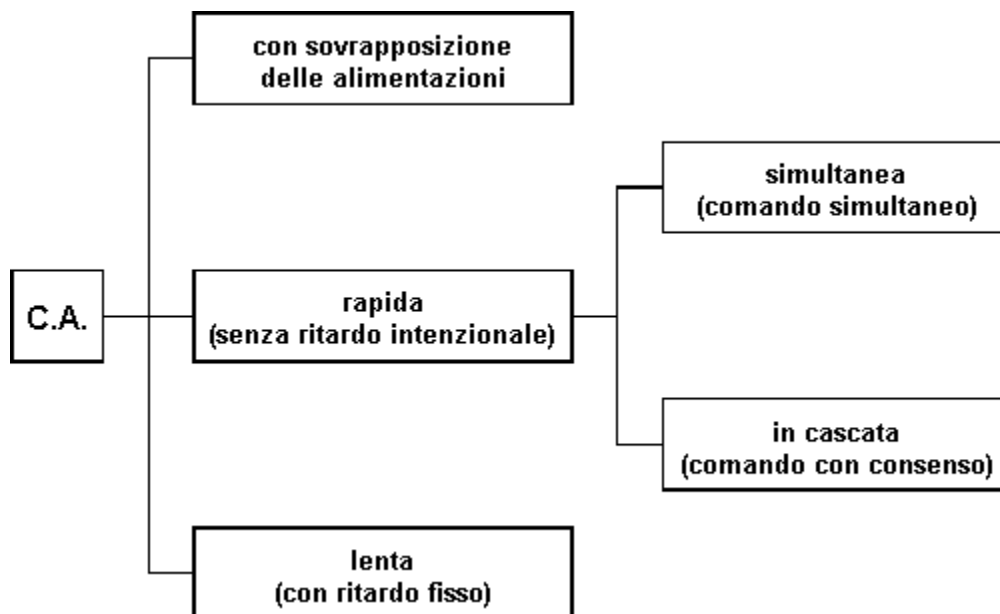 con sovrapposizione
delle alimentazioni
simultanea
(comando simultaneo)
C.A.
rapida
(senza ritardo intenzionale)
in cascata
(comando con consenso)
lenta
(con ritardo fisso)